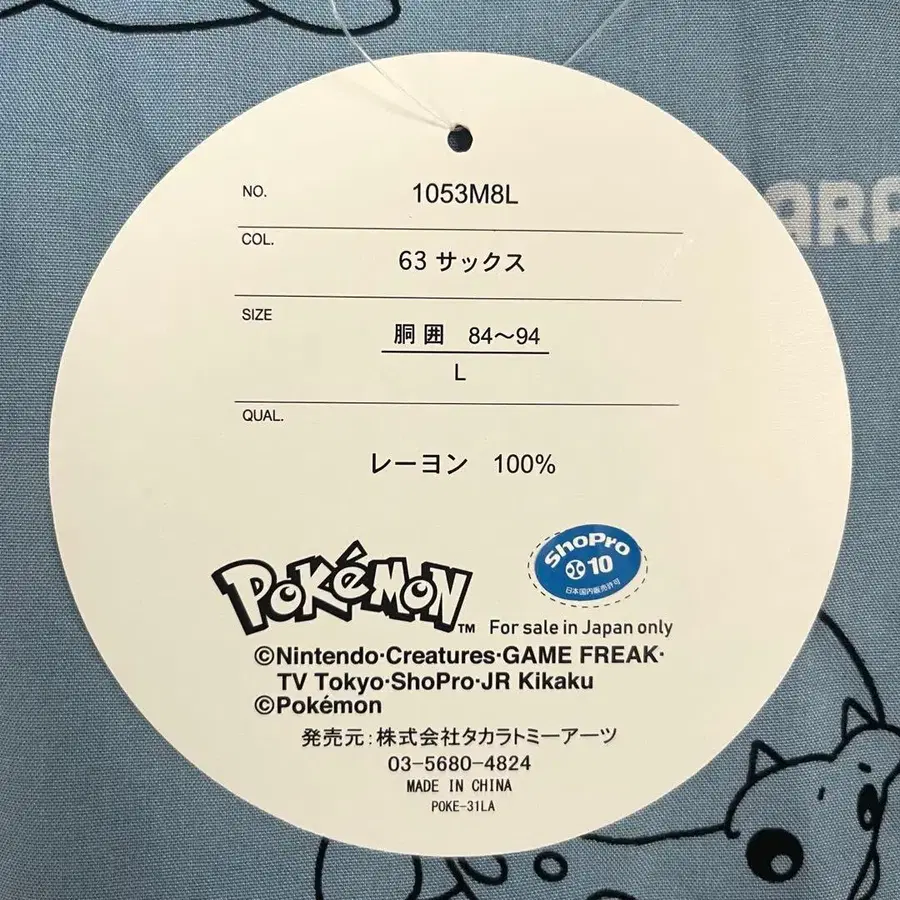 NO. 1053M8L
COL. 63 サックス
SIZE 胴囲 84～94
L
QUAL. レーヨン 100%
POKéMON™
ShoPro
10
日本国内販売許可
For sale in Japan only
©Nintendo·Creatures·GAME FREAK·
TV Tokyo·ShoPro·JR Kikaku
©Pokémon
発売元:株式会社タカラトミーアーツ
03-5680-4824
MADE IN CHINA
POKE-31LA
ARA